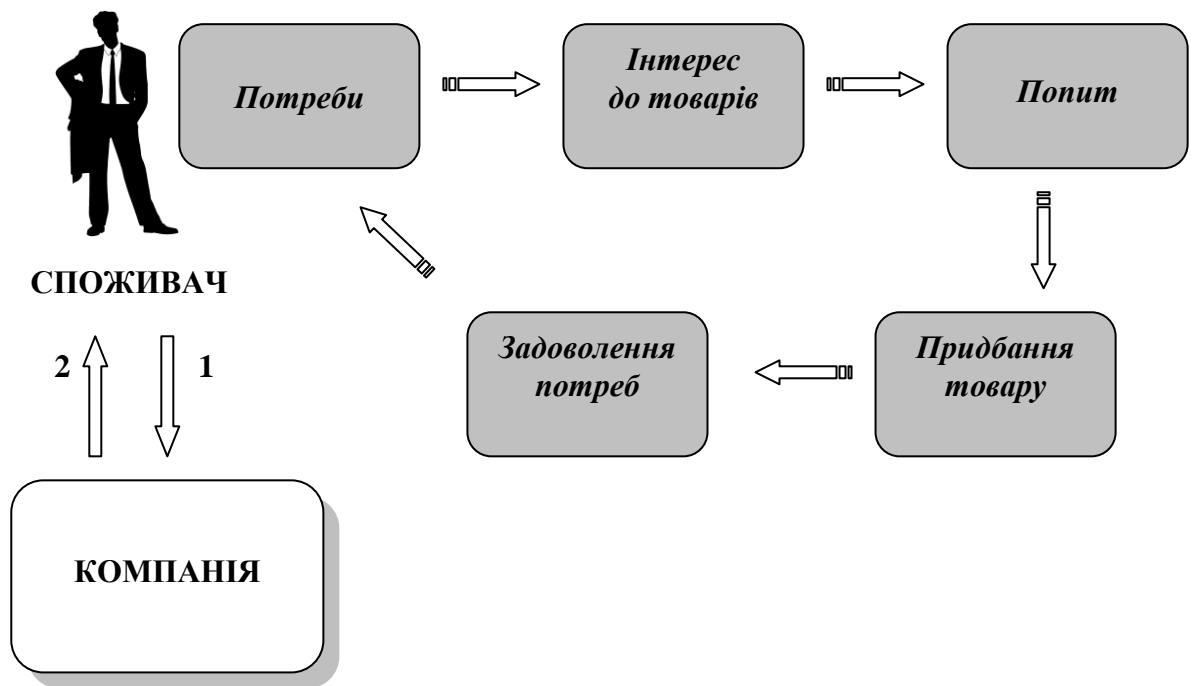 Потреби
Інтерес
до товарів
Попит
СПОЖИВАЧ
2
1
Задоволення
потреб
Придбання
товару
КОМПАНІЯ